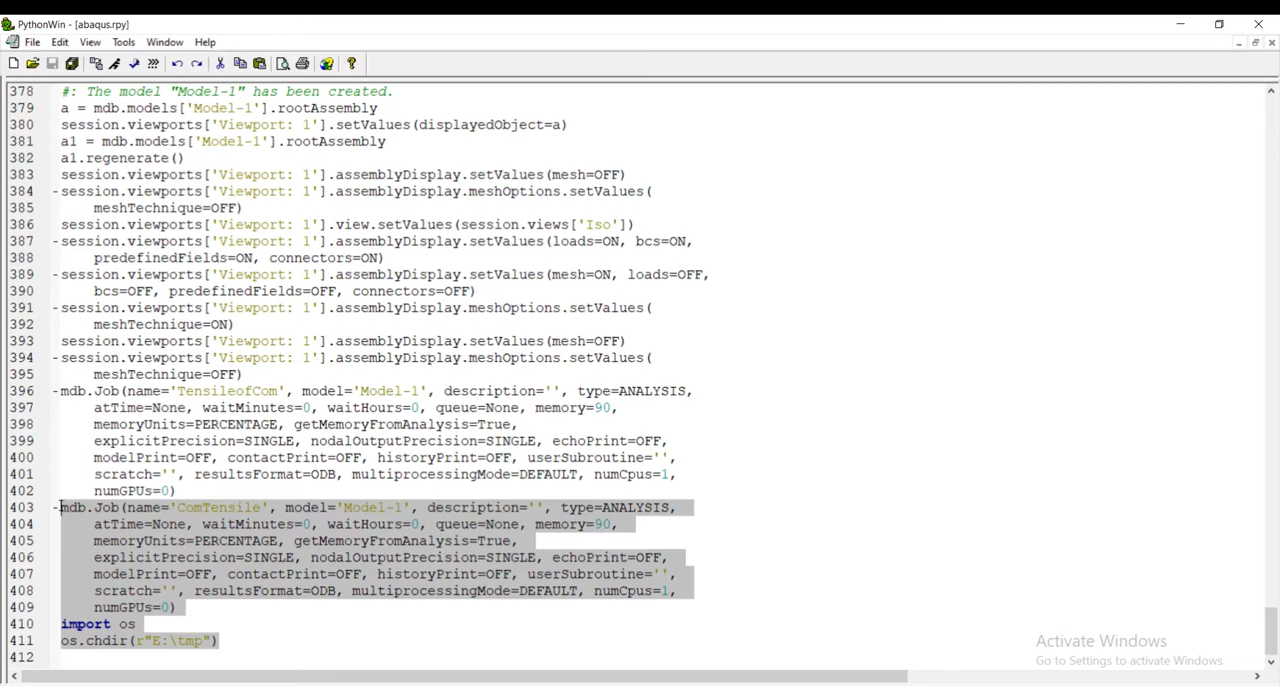 PythonWin - [abaqus.rpy]
File Edit View Tools Window Help
378 #: The model "Model-1" has been created.
379 a = mdb.models['Model-1'].rootAssembly
380 session.viewports['Viewport: 1'].setValues(displayedObject=a)
381 a1 = mdb.models['Model-1'].rootAssembly
382 a1.regenerate()
383 session.viewports['Viewport: 1'].assemblyDisplay.setValues(mesh=OFF)
384 -session.viewports['Viewport: 1'].assemblyDisplay.meshOptions.setValues(
385     meshTechnique=OFF)
386 session.viewports['Viewport: 1'].view.setValues(session.views['Iso'])
387 -session.viewports['Viewport: 1'].assemblyDisplay.setValues(loads=ON, bcs=ON,
388     predefinedFields=ON, connectors=ON)
389 -session.viewports['Viewport: 1'].assemblyDisplay.setValues(mesh=ON, loads=OFF,
390     bcs=OFF, predefinedFields=OFF, connectors=OFF)
391 -session.viewports['Viewport: 1'].assemblyDisplay.meshOptions.setValues(
392     meshTechnique=ON)
393 session.viewports['Viewport: 1'].assemblyDisplay.setValues(mesh=OFF)
394 -session.viewports['Viewport: 1'].assemblyDisplay.meshOptions.setValues(
395     meshTechnique=OFF)
396 -mdb.Job(name='TensileofCom', model='Model-1', description='', type=ANALYSIS,
397     atTime=None, waitMinutes=0, waitHours=0, queue=None, memory=90,
398     memoryUnits=PERCENTAGE, getMemoryFromAnalysis=True,
399     explicitPrecision=SINGLE, nodalOutputPrecision=SINGLE, echoPrint=OFF,
400     modelPrint=OFF, contactPrint=OFF, historyPrint=OFF, userSubroutine='',
401     scratch='', resultsFormat=ODB, multiprocessingMode=DEFAULT, numCpus=1,
402     numGPUs=0)
403 -mdb.Job(name='ComTensile', model='Model-1', description='', type=ANALYSIS,
404     atTime=None, waitMinutes=0, waitHours=0, queue=None, memory=90,
405     memoryUnits=PERCENTAGE, getMemoryFromAnalysis=True,
406     explicitPrecision=SINGLE, nodalOutputPrecision=SINGLE, echoPrint=OFF,
407     modelPrint=OFF, contactPrint=OFF, historyPrint=OFF, userSubroutine='',
408     scratch='', resultsFormat=ODB, multiprocessingMode=DEFAULT, numCpus=1,
409     numGPUs=0)
410 import os
411 os.chdir(r"E:\tmp")
412
Activate Windows
Go to Settings to activate Windows.